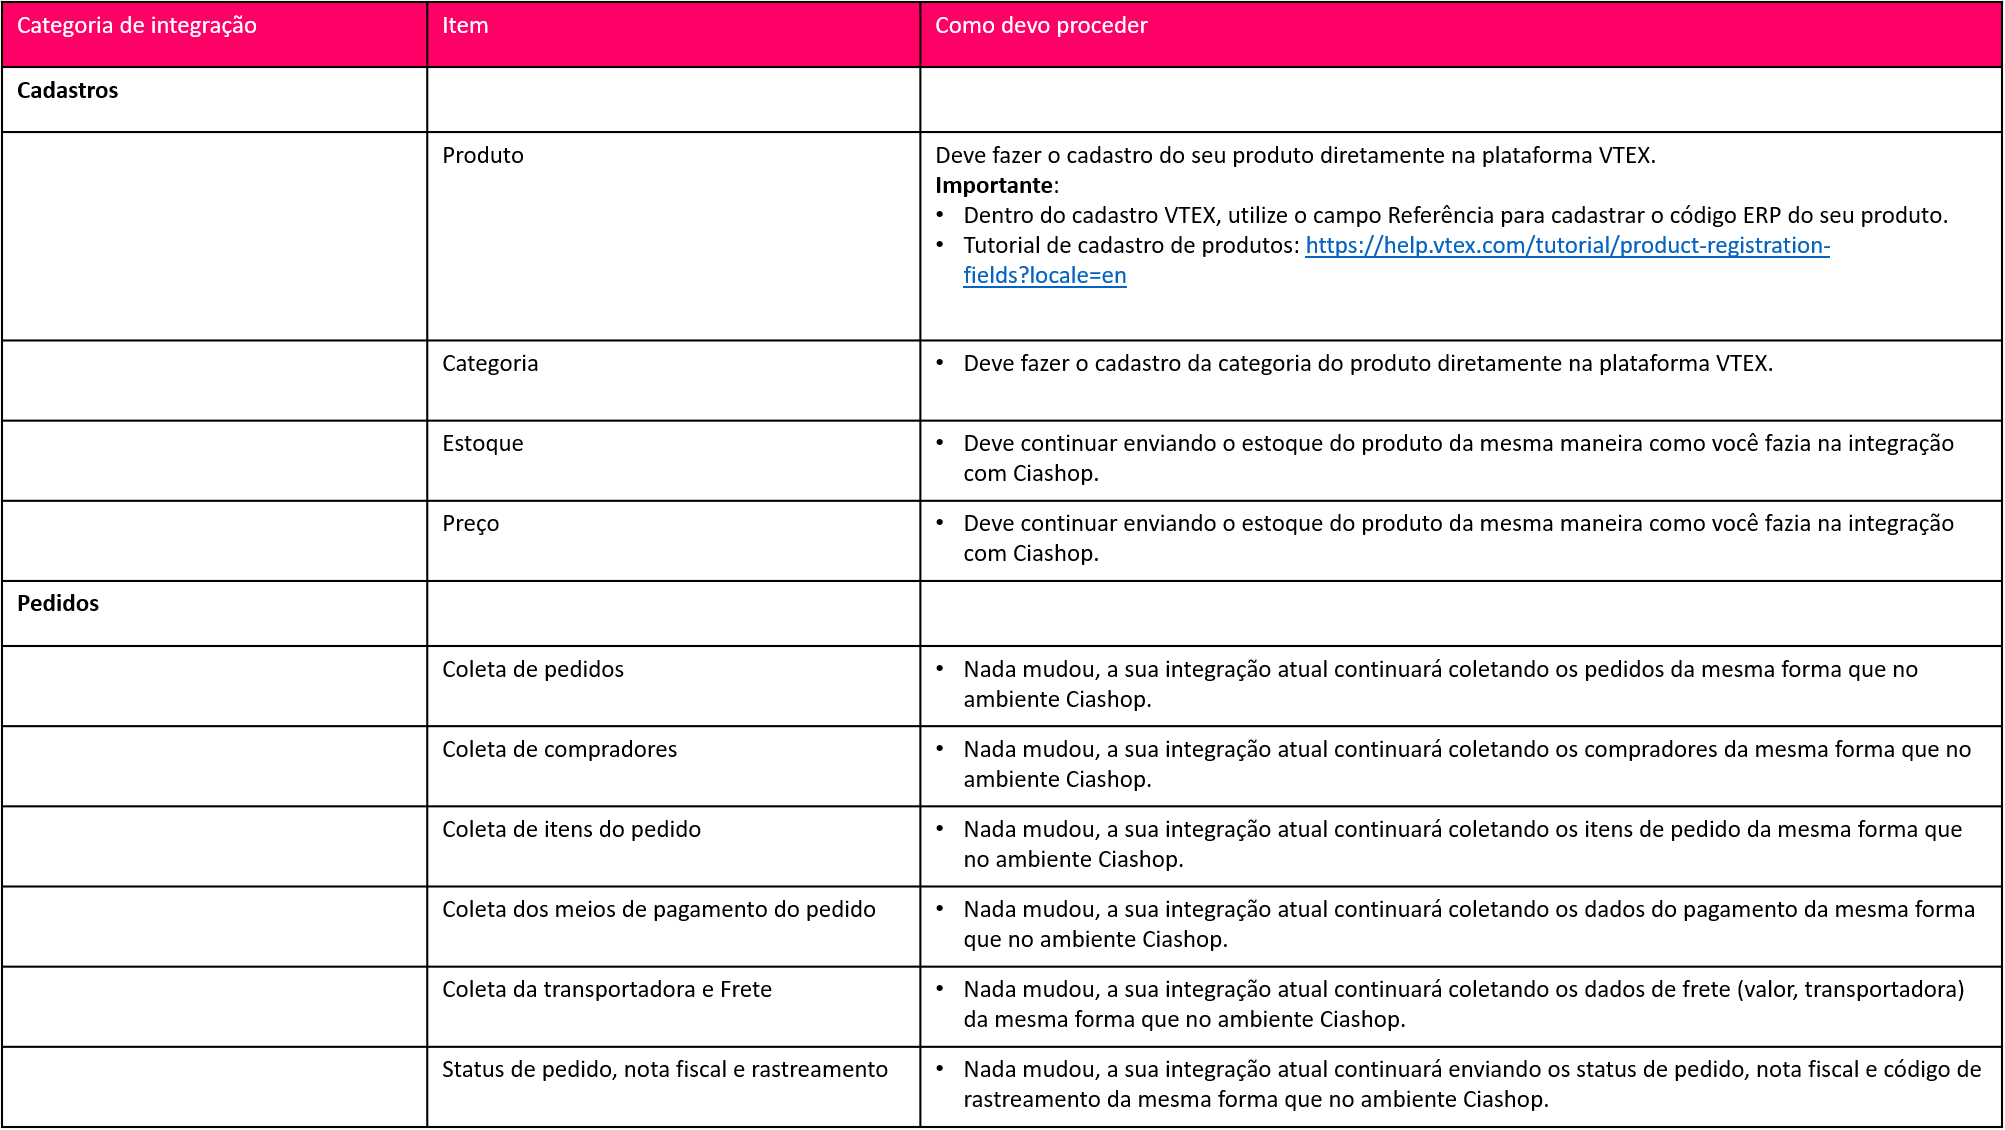 Categoria de integração
Item
Como devo proceder
Cadastros
Produto
Deve fazer o cadastro do seu produto diretamente na plataforma VTEX.
Importante:
• Dentro do cadastro VTEX, utilize o campo Referência para cadastrar o código ERP do seu produto.
• Tutorial de cadastro de produtos: https://help.vtex.com/tutorial/product-registration-
fields?locale=en
Categoria
• Deve fazer o cadastro da categoria do produto diretamente na plataforma VTEX.
Estoque
• Deve continuar enviando o estoque do produto da mesma maneira como você fazia na integração
com Ciashop.
Preço
• Deve continuar enviando o estoque do produto da mesma maneira como você fazia na integração
com Ciashop.
Pedidos
Coleta de pedidos
• Nada mudou, a sua integração atual continuará coletando os pedidos da mesma forma que no
ambiente Ciashop.
Coleta de compradores
• Nada mudou, a sua integração atual continuará coletando os compradores da mesma forma que no
ambiente Ciashop.
Coleta de itens do pedido
• Nada mudou, a sua integração atual continuará coletando os itens de pedido da mesma forma que
no ambiente Ciashop.
Coleta dos meios de pagamento do pedido
• Nada mudou, a sua integração atual continuará coletando os dados do pagamento da mesma forma
que no ambiente Ciashop.
Coleta da transportadora e Frete
• Nada mudou, a sua integração atual continuará coletando os dados de frete (valor, transportadora)
da mesma forma que no ambiente Ciashop.
Status de pedido, nota fiscal e rastreamento
• Nada mudou, a sua integração atual continuará enviando os status de pedido, nota fiscal e código de
rastreamento da mesma forma que no ambiente Ciashop.